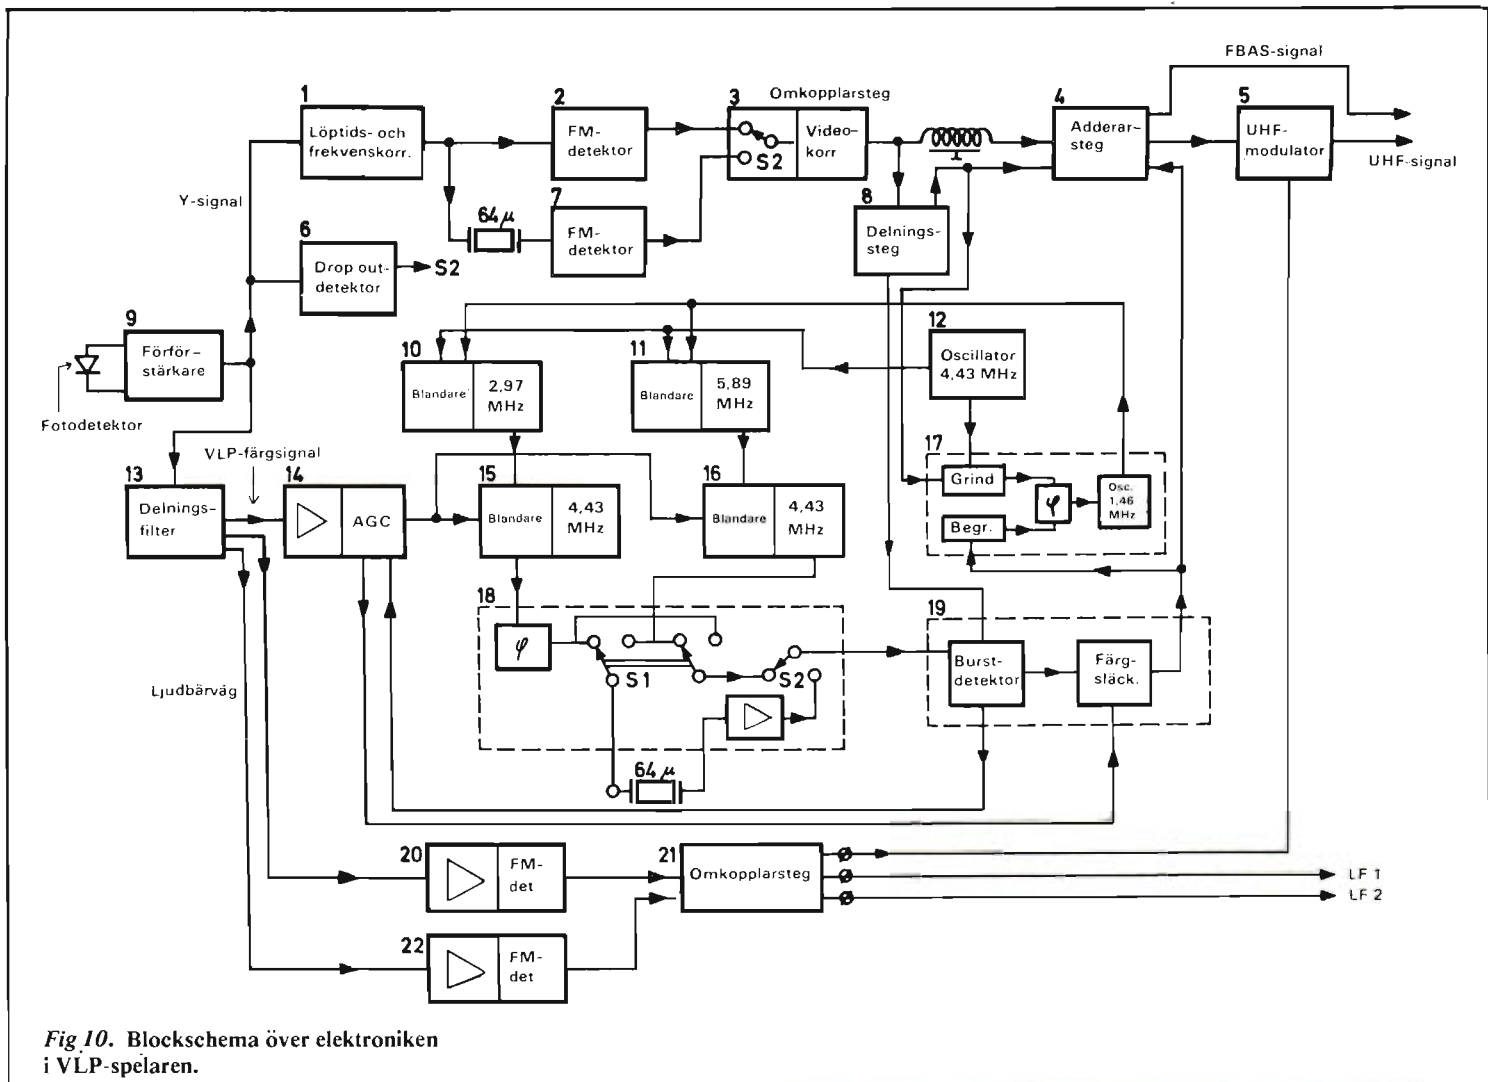 FBAS-signal
1
Löptids- och
frekvenskorr.
2
FM-
detektor
Omkopplarsteg
3
S2
Video-
korr
4
Adderar-
steg
5
UHF-
modulator
UHF-signal
Y-signal
64 µ
7
FM-
detektor
8
Delnings-
steg
6
Drop out-
detektor
S2
9
Förför-
stärkare
Fotodetektor
10
Blandare
2,97
MHz
11
Blandare
5,89
MHz
12
Oscillator
4,43 MHz
VLP-färgsignal
13
Delnings-
filter
14
AGC
15
Blandare
4,43
MHz
16
Blandare
4,43
MHz
17
Grind
Begr.
φ
Osc.
1,46
MHz
18
φ
S1
S2
64 µ
19
Burst-
detektor
Färg-
släck.
Ljudbärväg
20
FM-
det
21
Omkopplarsteg
LF 1
LF 2
22
FM-
det
Fig 10. Blockschema över elektroniken
i VLP-spelaren.